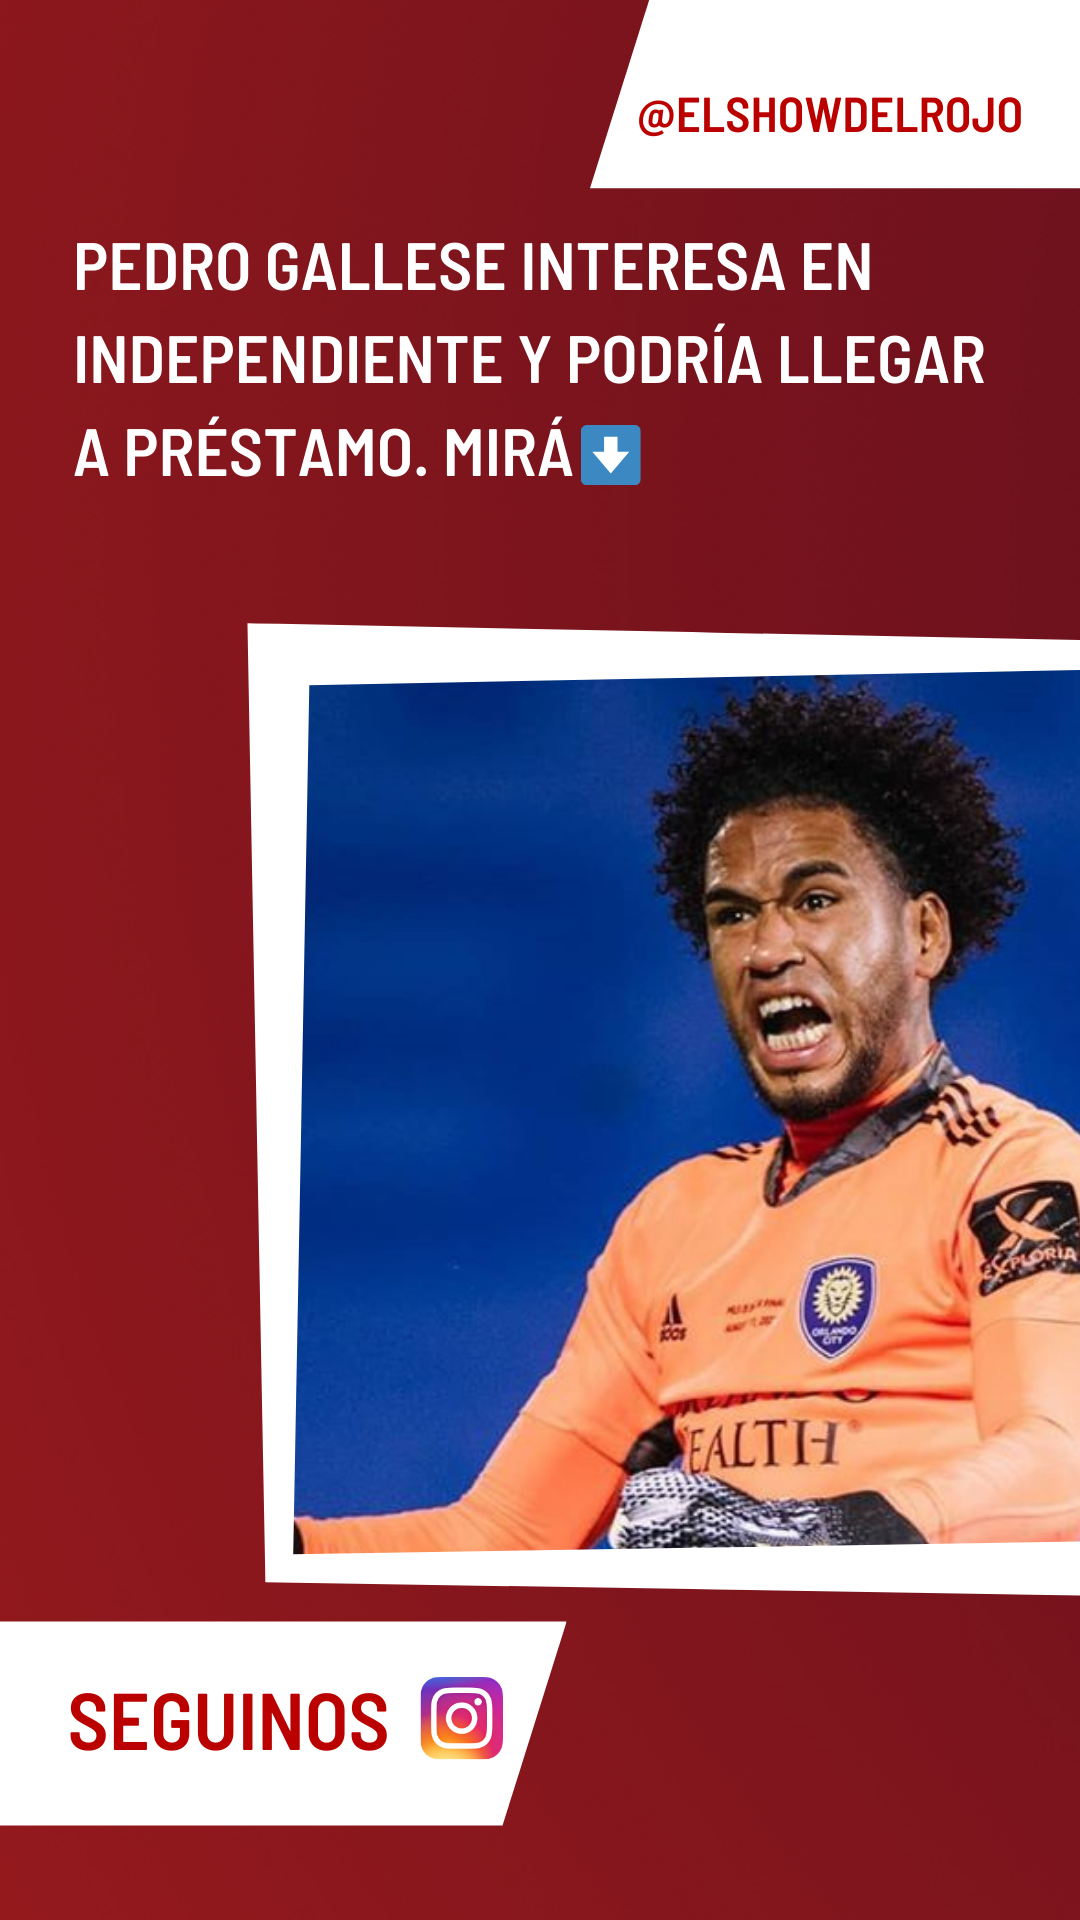 @ELSHOWDELROJO
PEDRO GALLESE INTERESA EN
INDEPENDIENTE Y PODRÍA LLEGAR
A PRÉSTAMO. MIRÁ
EXPLORIA
ORLANDO
CITY
EALTH
SEGUINOS